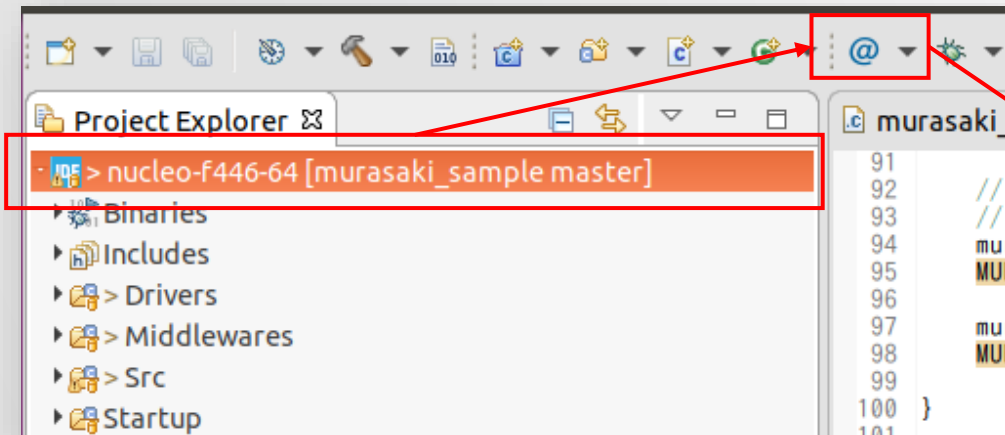 010
@
Project Explorer
murasaki_
IDE > nucleo-f446-64 [murasaki_sample master]
Binaries
Includes
> Drivers
> Middlewares
> Src
Startup
91
92 //
93 //
94 mu
95 MU
96
97 mu
98 MU
99
100 }
101